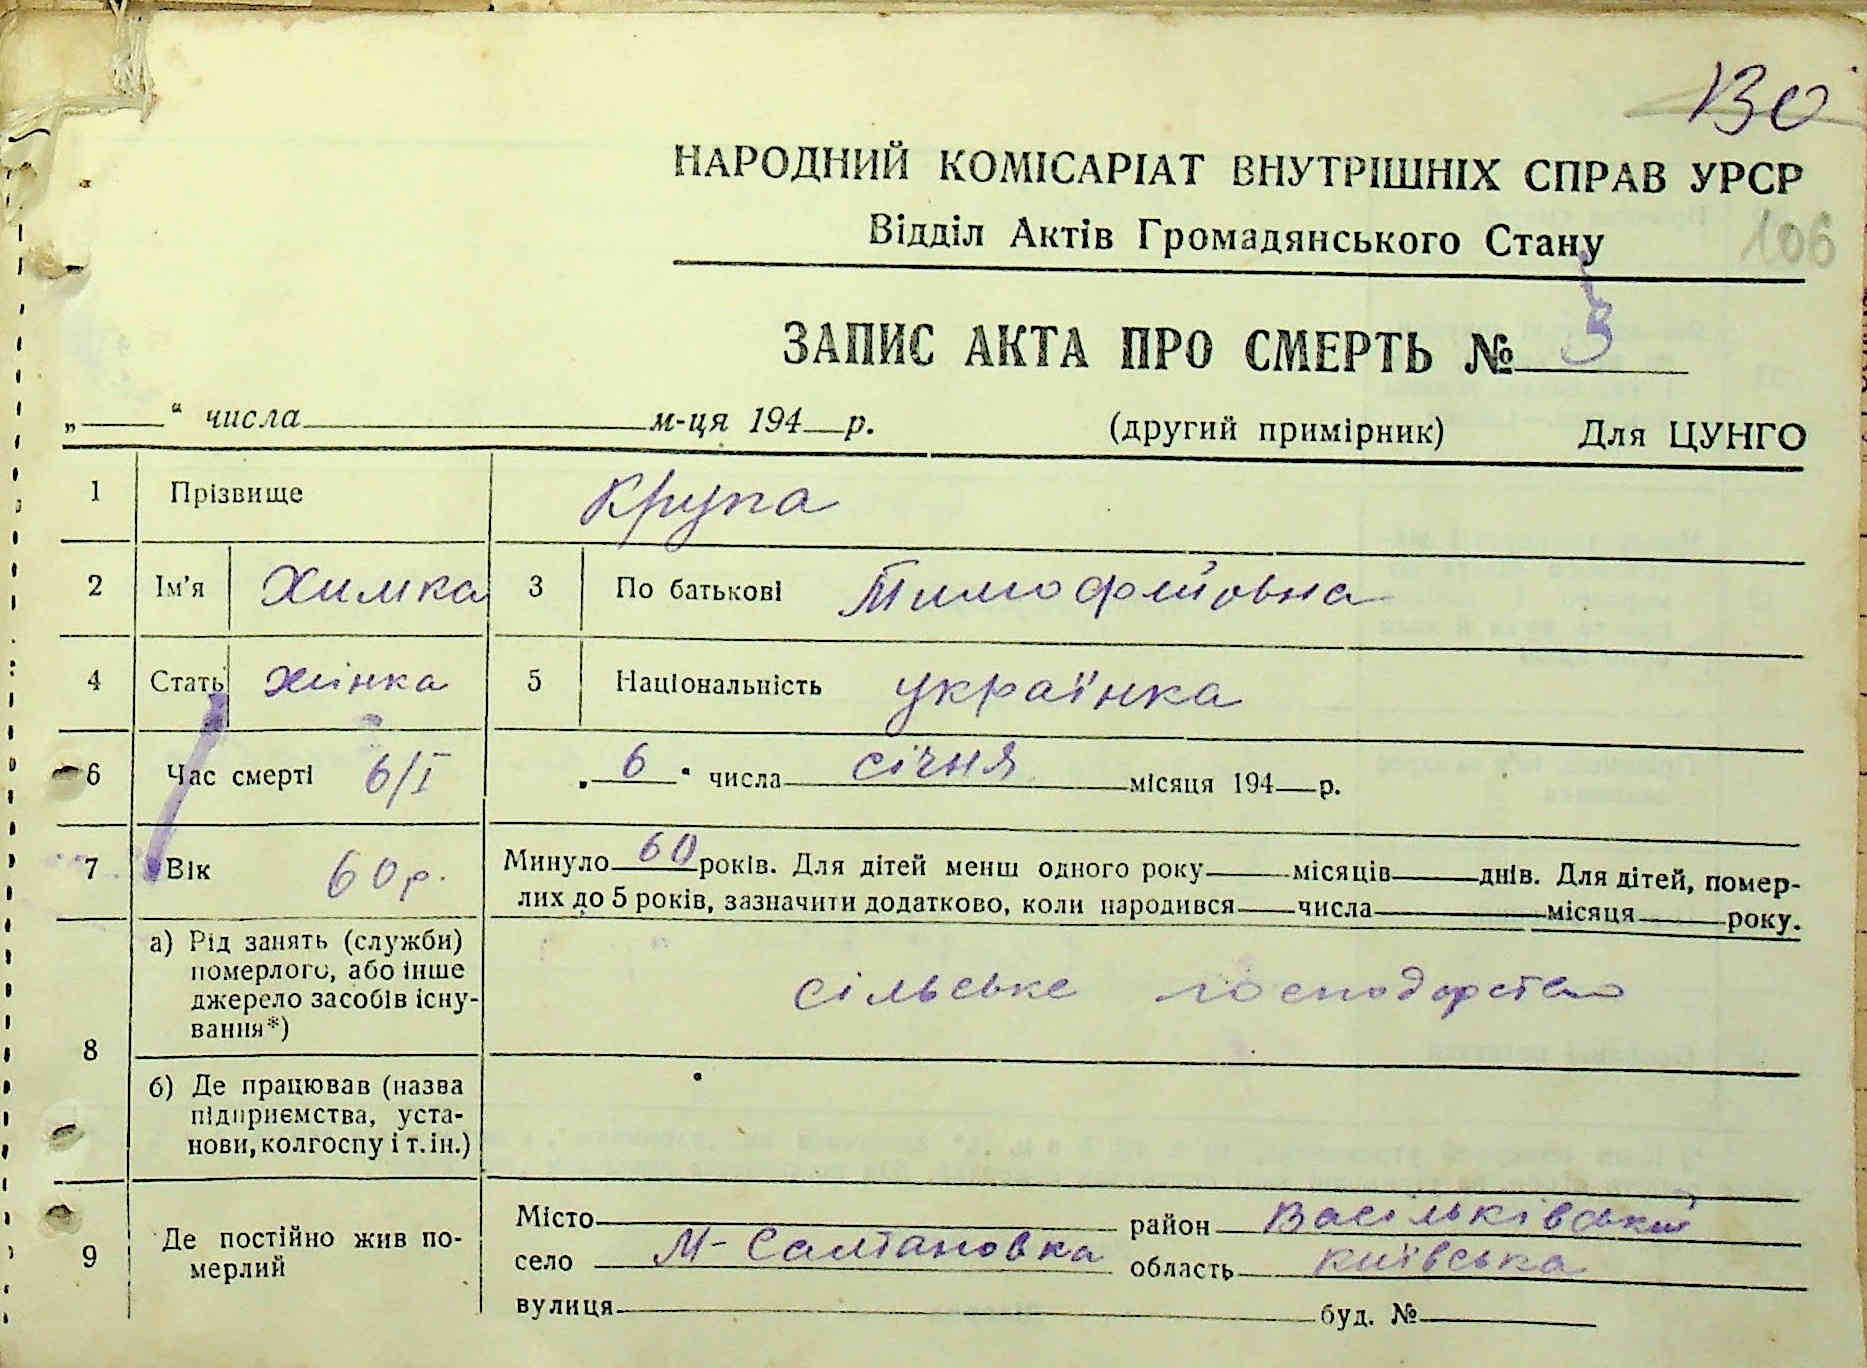 130
НАРОДНИЙ КОМІСАРІАТ ВНУТРІШНІХ СПРАВ УРСР
Відділ Актів Громадянського Стану
106
ЗАПИС АКТА ПРО СМЕРТЬ № 3
„ “ числа м-ця 194 р. (другий примірник) Для ЦУНГО
1 Прізвище Крупа
2 Ім'я Химка 3 По батькові Тимофійовна
4 Стать жінка 5 Національність українка
6 Час смерті 6/I „ 6 “ числа січня місяця 194 р.
7 Вік 60 р. Минуло 60 років. Для дітей менш одного року місяців днів. Для дітей, помер-
лих до 5 років, зазначити додатково, коли народився числа місяця року.
8 а) Рід занять (служби)
померлого, або інше
джерело засобів існу-
вання*)
сільське господарство
б) Де працював (назва
підприємства, уста-
нови, колгоспу і т. ін.)
9 Де постійно жив по-
мерлий
Місто район Васільківський
село М-Салтановка область київська
вулиця буд. №